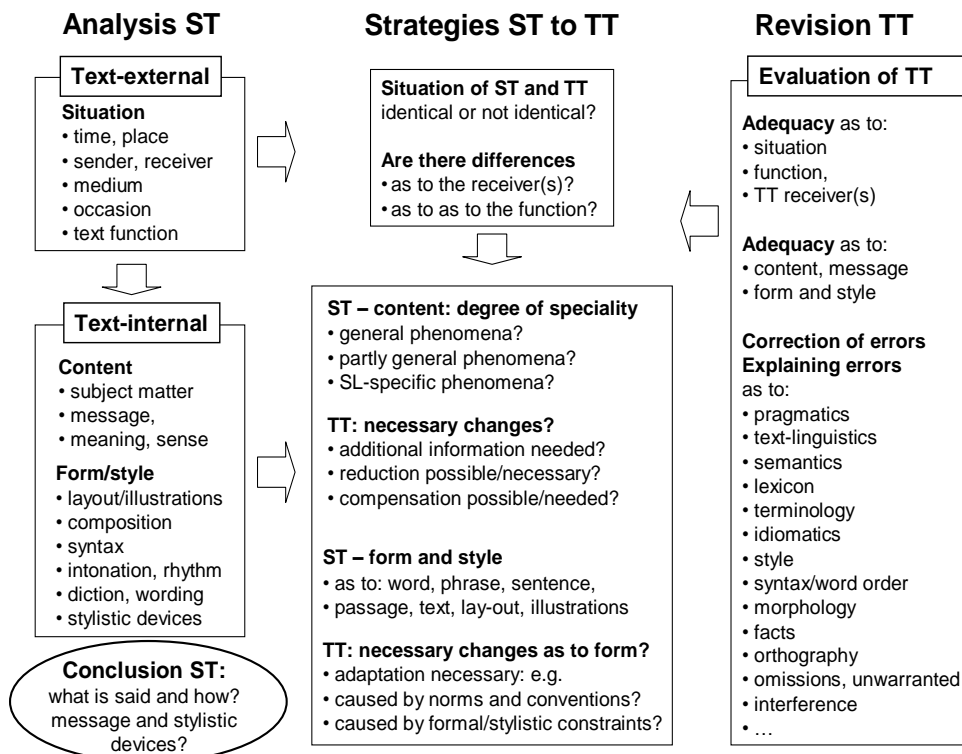 Analysis ST
Text-external
Situation
• time, place
• sender, receiver
• medium
• occasion
• text function
Text-internal
Content
• subject matter
• message,
• meaning, sense
Form/style
• layout/illustrations
• composition
• syntax
• intonation, rhythm
• diction, wording
• stylistic devices
Conclusion ST:
what is said and how?
message and stylistic
devices?
Strategies ST to TT
Situation of ST and TT
identical or not identical?
Are there differences
• as to the receiver(s)?
• as to as to the function?
ST – content: degree of speciality
• general phenomena?
• partly general phenomena?
• SL-specific phenomena?
TT: necessary changes?
• additional information needed?
• reduction possible/necessary?
• compensation possible/needed?
ST – form and style
• as to: word, phrase, sentence,
• passage, text, lay-out, illustrations
TT: necessary changes as to form?
• adaptation necessary: e.g.
• caused by norms and conventions?
• caused by formal/stylistic constraints?
Revision TT
Evaluation of TT
Adequacy as to:
• situation
• function,
• TT receiver(s)
Adequacy as to:
• content, message
• form and style
Correction of errors
Explaining errors
as to:
• pragmatics
• text-linguistics
• semantics
• lexicon
• terminology
• idiomatics
• style
• syntax/word order
• morphology
• facts
• orthography
• omissions, unwarranted
• interference
• …